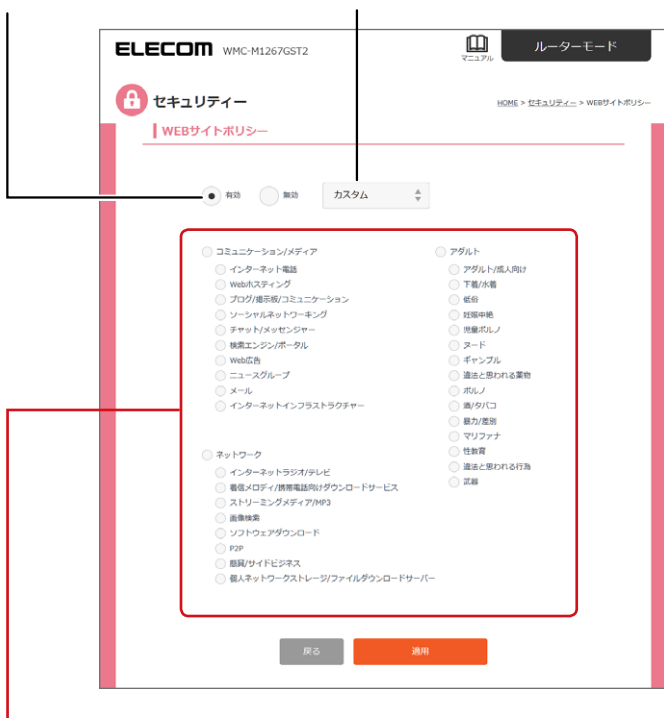 ELECOM WMC-M1267GST2
マニュアル
ルーターモード
セキュリティー
HOME > セキュリティー > WEBサイトポリシー
WEBサイトポリシー
有効 無効 カスタム
コミュニケーション/メディア
インターネット電話
Webホスティング
ブログ/掲示板/コミュニケーション
ソーシャルネットワーキング
チャット/メッセンジャー
検索エンジン/ポータル
Web広告
ニュースグループ
メール
インターネットインフラストラクチャー
ネットワーク
インターネットラジオ/テレビ
着信メロディ/携帯電話向けダウンロードサービス
ストリーミングメディア/MP3
画像検索
ソフトウェアダウンロード
P2P
懸賞/サイドビジネス
個人ネットワークストレージ/ファイルダウンロードサーバー
アダルト
アダルト/成人向け
下着/水着
低俗
妊娠中絶
児童ポルノ
ヌード
ギャンブル
違法と思われる薬物
ポルノ
酒/タバコ
暴力/差別
マリファナ
性教育
違法と思われる行為
武器
戻る 適用